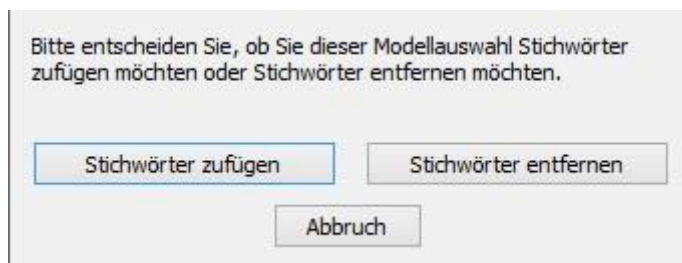 Bitte entscheiden Sie, ob Sie dieser Modellauswahl Stichwörter
zufügen möchten oder Stichwörter entfernen möchten.
Stichwörter zufügen
Stichwörter entfernen
Abbruch